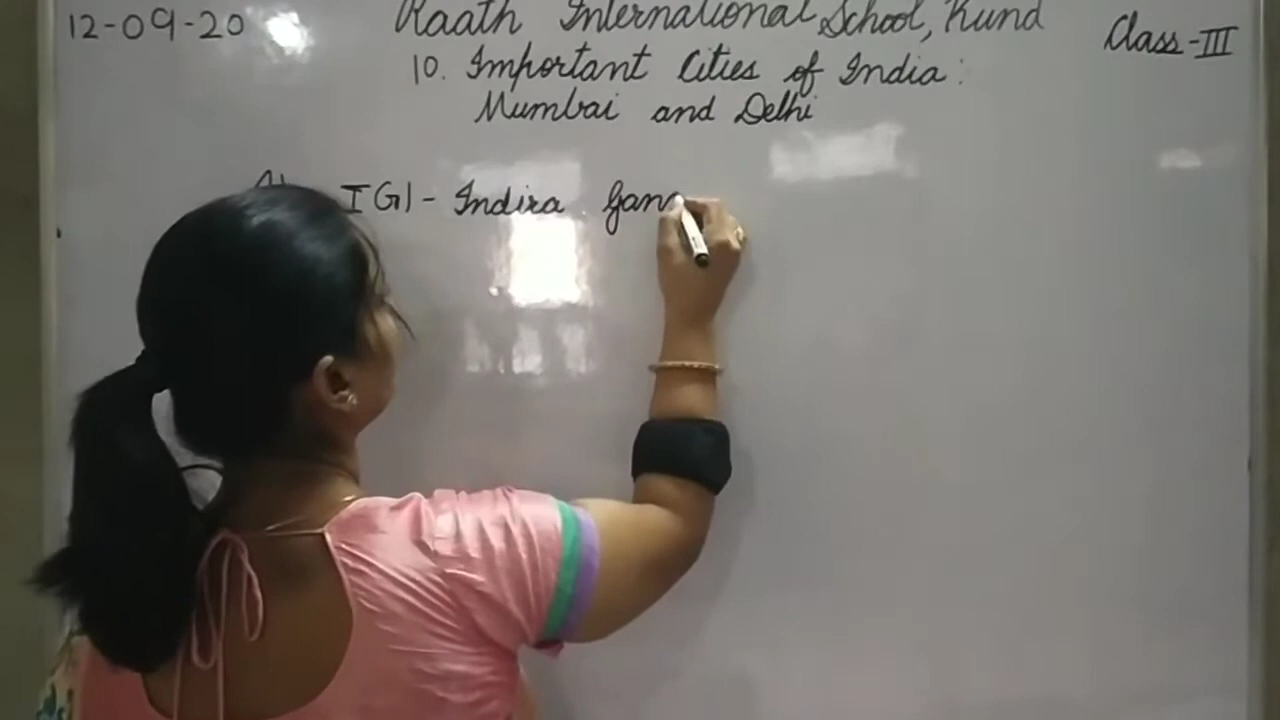 12-09-20
Raath International School, Kund
Class-III
10. Important Cities of India:
Mumbai and Delhi
IGI - Indira Gan